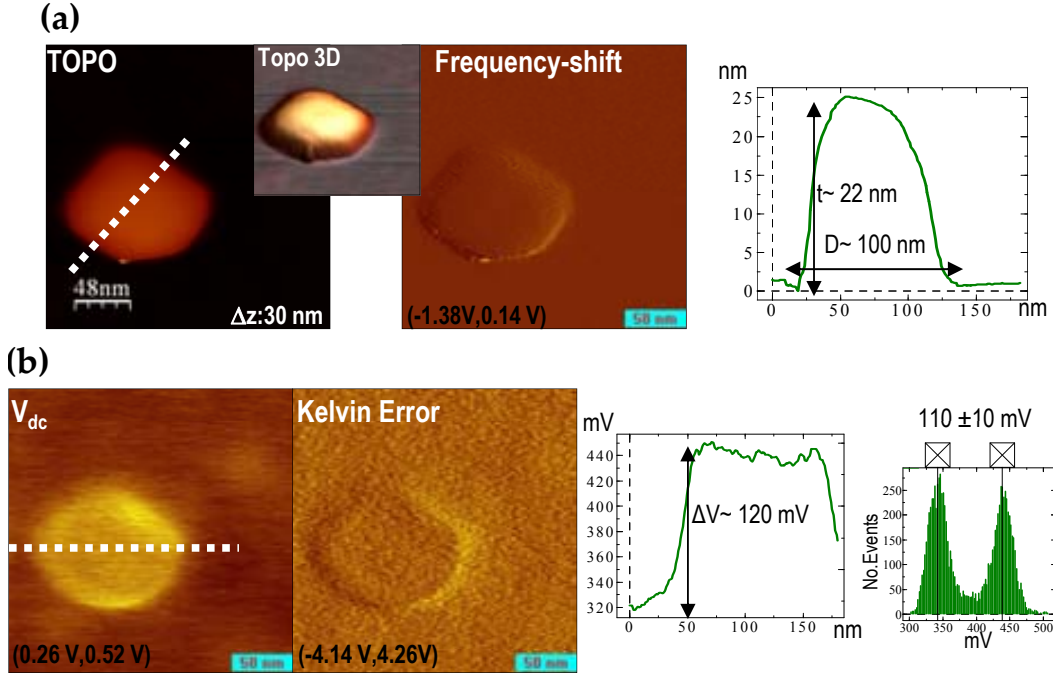 (a)
TOPO
Topo 3D
Frequency-shift
48nm
Δz:30 nm
(-1.38V,0.14 V)
50 nm
nm
25
20
15
10
5
0
t~ 22 nm
D~ 100 nm
0 50 100 150
nm
(b)
Vdc
Kelvin Error
(0.26 V,0.52 V)
50 nm
(-4.14 V,4.26V)
50 nm
mV
440
420
400
380
360
340
320
ΔV~ 120 mV
0 50 100 150
nm
110 ±10 mV
No.Events
250
200
150
100
50
0
300 350 400 450 500
mV